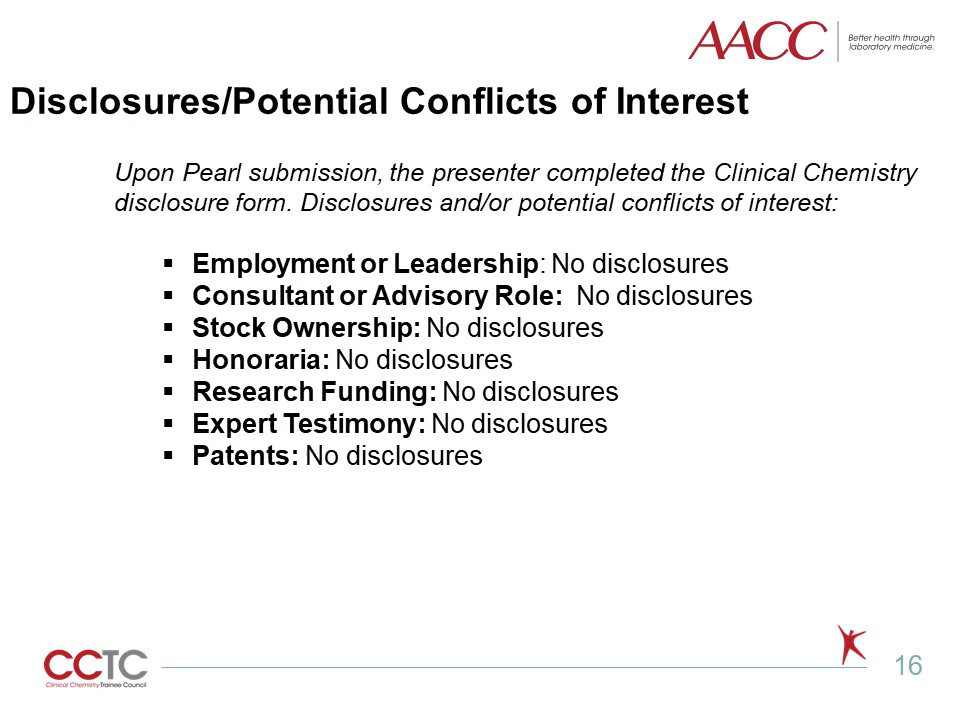 AACC
Better health through
laboratory medicine.
Disclosures/Potential Conflicts of Interest
Upon Pearl submission, the presenter completed the Clinical Chemistry
disclosure form. Disclosures and/or potential conflicts of interest:
▪ Employment or Leadership: No disclosures
▪ Consultant or Advisory Role:  No disclosures
▪ Stock Ownership: No disclosures
▪ Honoraria: No disclosures
▪ Research Funding: No disclosures
▪ Expert Testimony: No disclosures
▪ Patents: No disclosures
CCTC
Clinical Chemistry Trainee Council
16